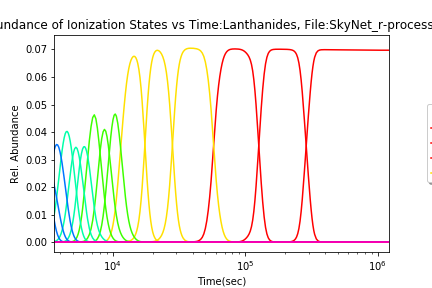 undance of Ionization States vs Time:Lanthanides, File:SkyNet_r-process
Rel. Abundance
0.07
0.06
0.05
0.04
0.03
0.02
0.01
0.00
10⁴ 10⁵ 10⁶
Time(sec)